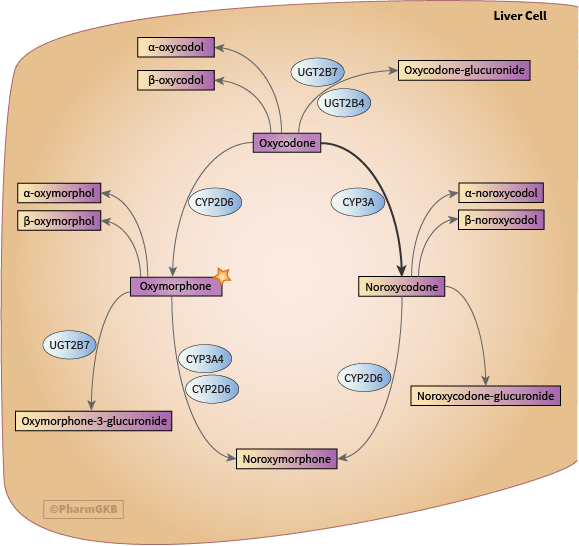 Liver Cell
α-oxycodol
β-oxycodol
UGT2B7
UGT2B4
Oxycodone-glucuronide
Oxycodone
α-oxymorphol
β-oxymorphol
CYP2D6
CYP3A
α-noroxycodol
β-noroxycodol
Oxymorphone
Noroxycodone
UGT2B7
CYP3A4
CYP2D6
CYP2D6
Oxymorphone-3-glucuronide
Noroxycodone-glucuronide
Noroxymorphone
©PharmGKB